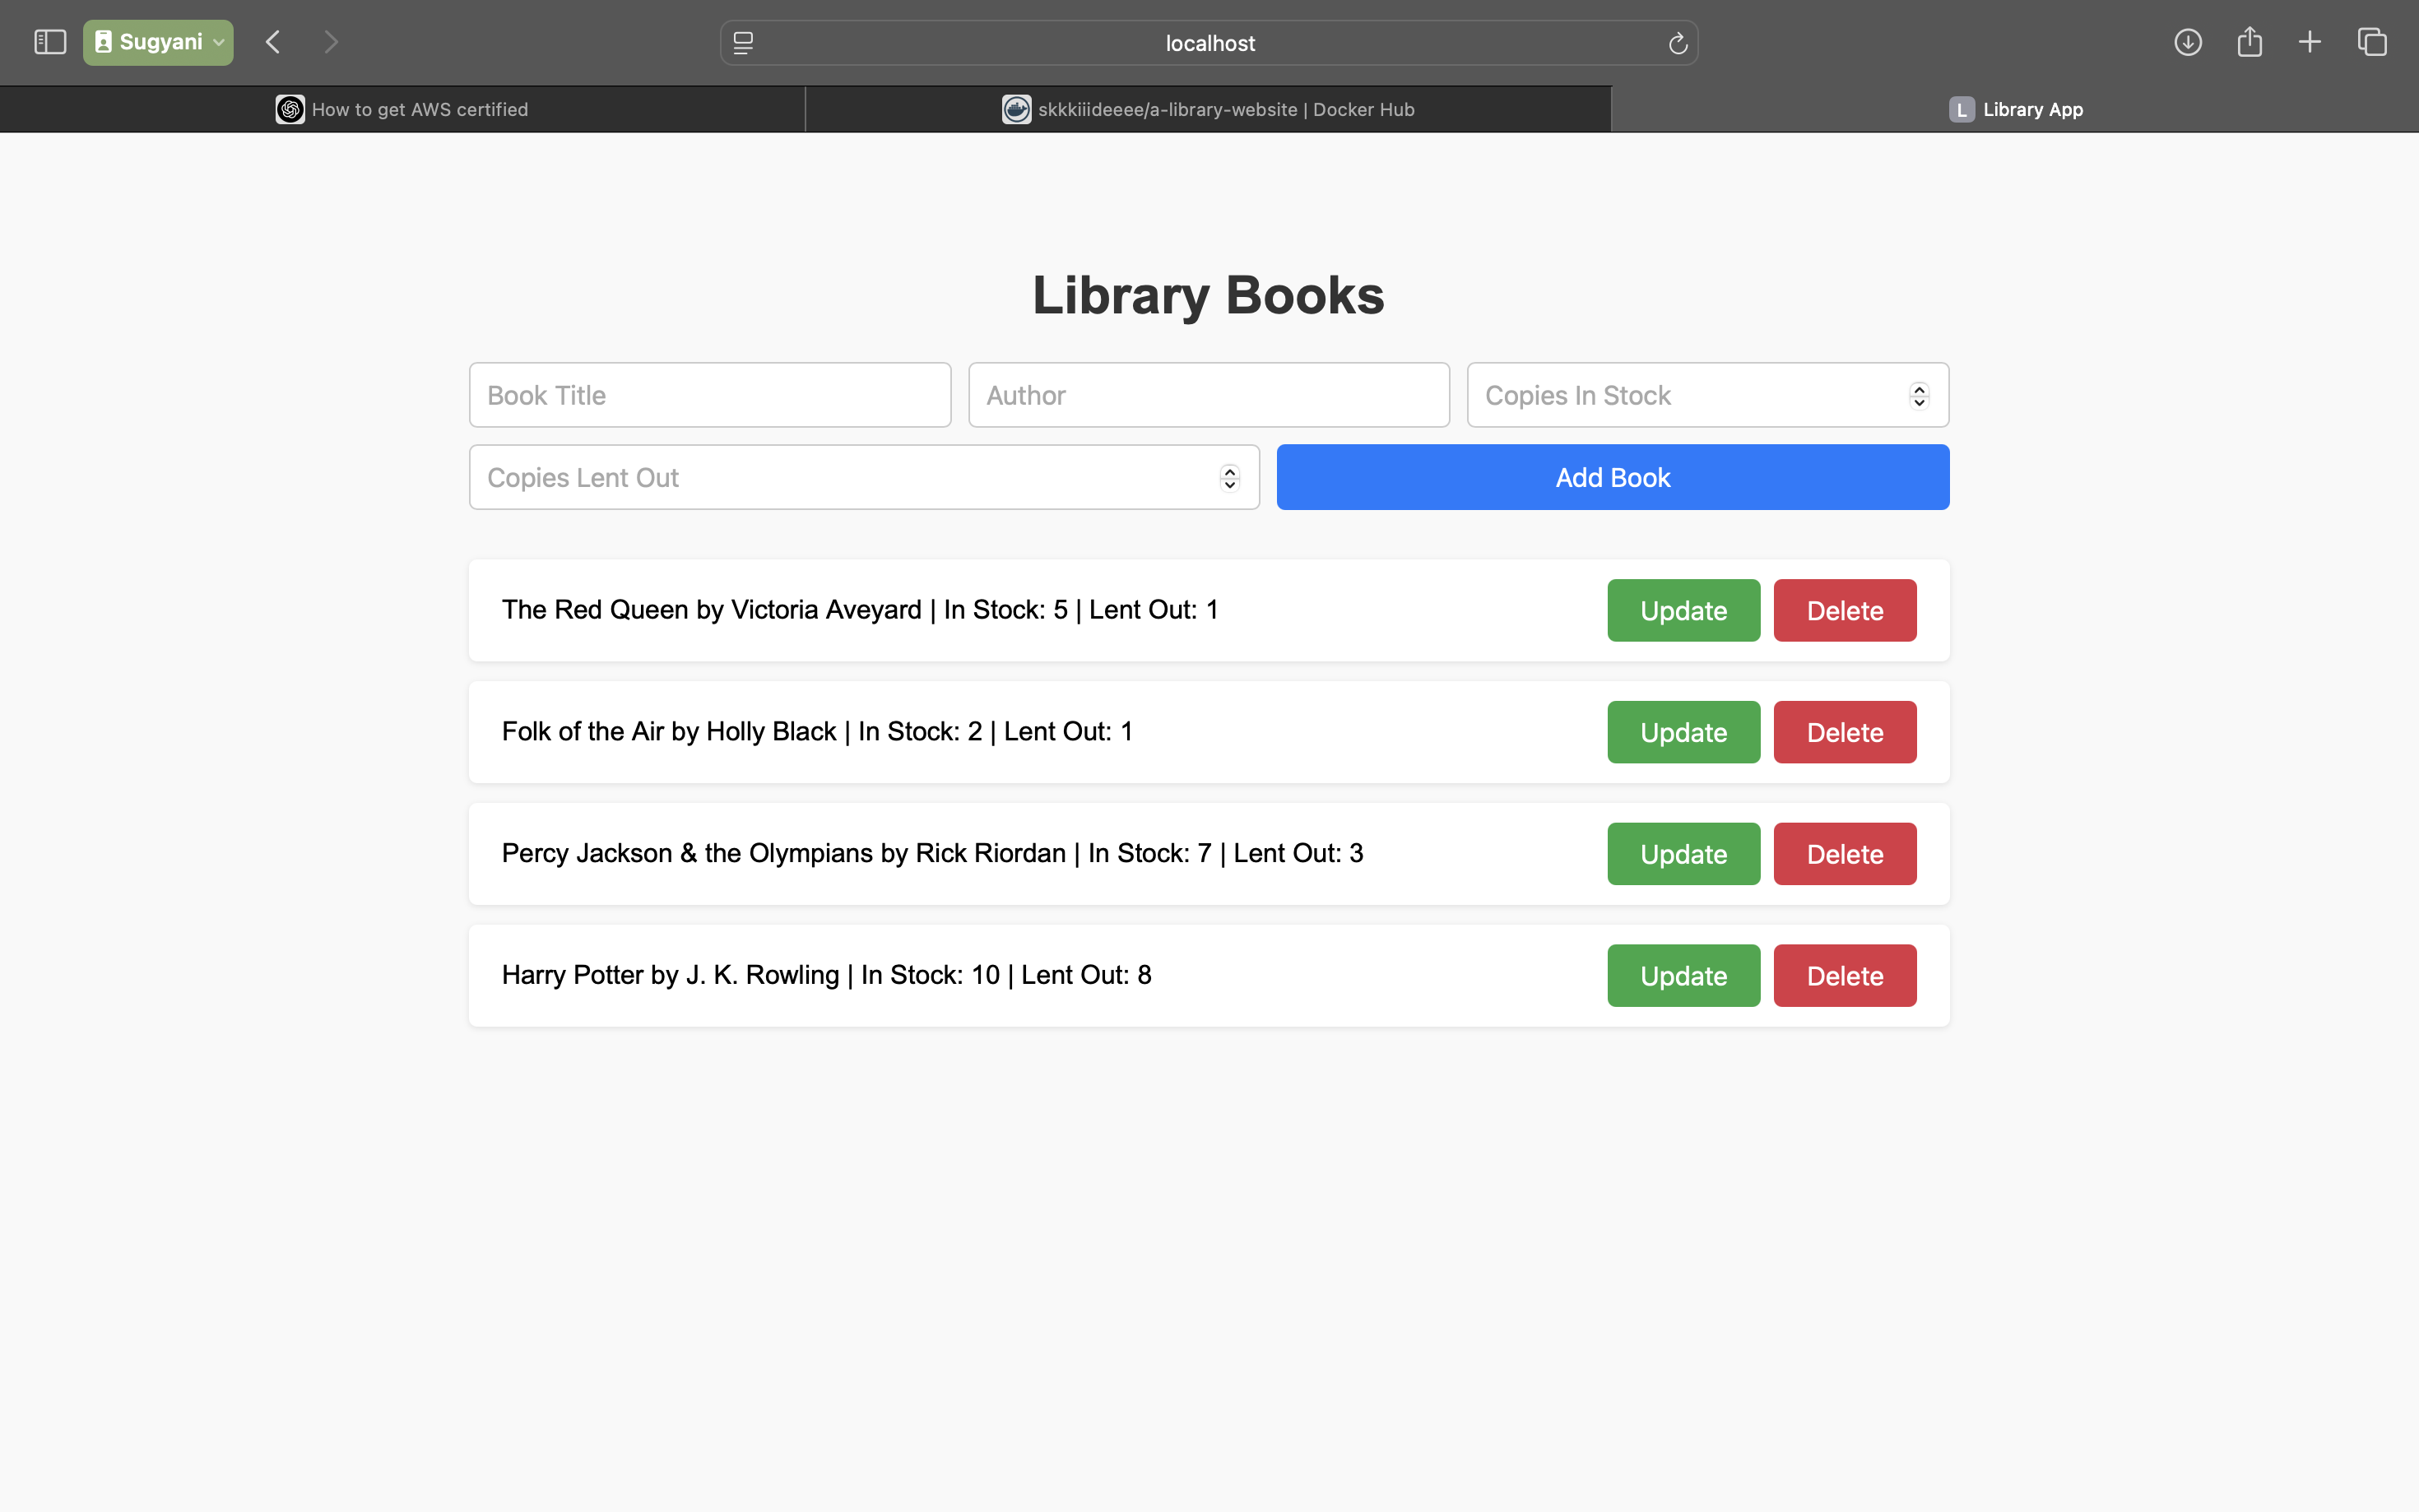 Sugyani
localhost
How to get AWS certified
skkkiiideeee/a-library-website | Docker Hub
L Library App
Library Books
Book Title
Author
Copies In Stock
Copies Lent Out
Add Book
The Red Queen by Victoria Aveyard | In Stock: 5 | Lent Out: 1
Update
Delete
Folk of the Air by Holly Black | In Stock: 2 | Lent Out: 1
Update
Delete
Percy Jackson & the Olympians by Rick Riordan | In Stock: 7 | Lent Out: 3
Update
Delete
Harry Potter by J. K. Rowling | In Stock: 10 | Lent Out: 8
Update
Delete